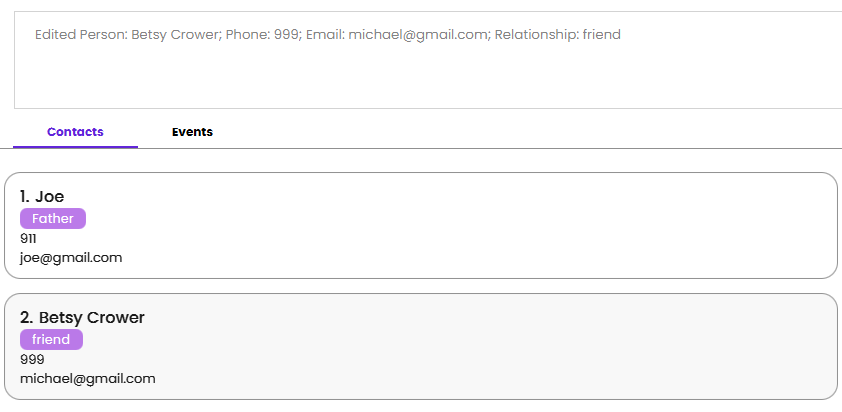 Edited Person: Betsy Crower; Phone: 999; Email: michael@gmail.com; Relationship: friend
Contacts Events
1. Joe
Father
911
joe@gmail.com
2. Betsy Crower
friend
999
michael@gmail.com